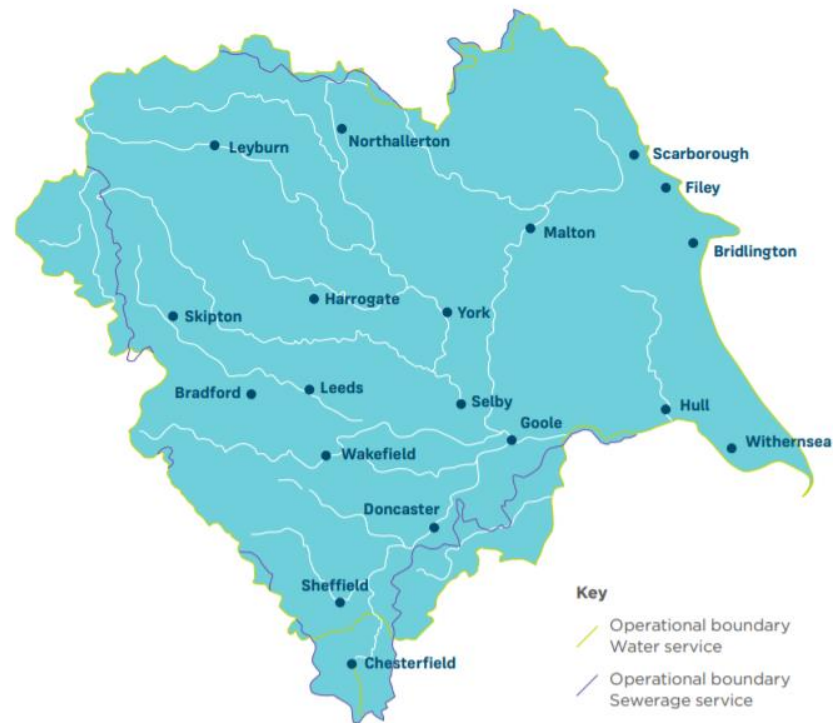 Northallerton
Leyburn
Scarborough
Filey
Malton
Bridlington
Harrogate
York
Skipton
Leeds
Bradford
Selby
Hull
Goole
Withernsea
Wakefield
Doncaster
Sheffield
Chesterfield
Key
Operational boundary
Water service
Operational boundary
Sewerage service